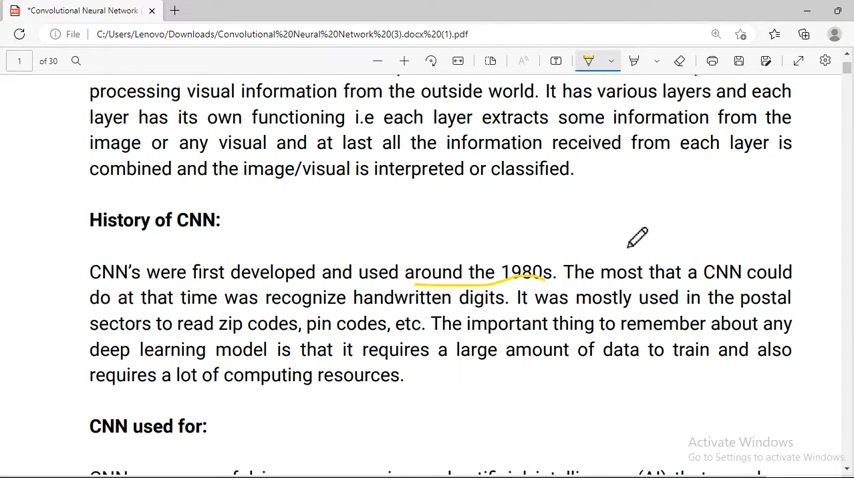 *Convolutional Neural Network (
File C:/Users/Lenovo/Downloads/Convolutional%20Neural%20Network%20(3).docx%20(1).pdf
1 of 30
processing visual information from the outside world. It has various layers and each
layer has its own functioning i.e each layer extracts some information from the
image or any visual and at last all the information received from each layer is
combined and the image/visual is interpreted or classified.
History of CNN:
CNN's were first developed and used around the 1980s. The most that a CNN could
do at that time was recognize handwritten digits. It was mostly used in the postal
sectors to read zip codes, pin codes, etc. The important thing to remember about any
deep learning model is that it requires a large amount of data to train and also
requires a lot of computing resources.
CNN used for:
Activate Windows
Go to Settings to activate Windows.